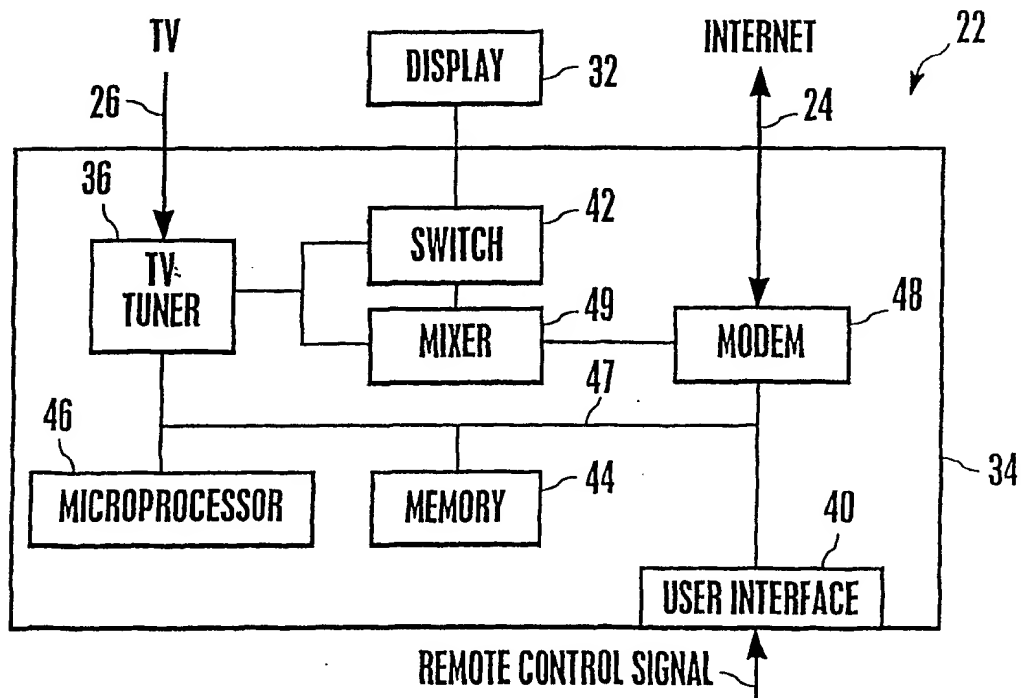 TV
DISPLAY
INTERNET
22
26
32
24
36
42
TV
TUNER
SWITCH
49
48
MIXER
MODEM
47
46
MICROPROCESSOR
MEMORY
44
34
40
USER INTERFACE
REMOTE CONTROL SIGNAL